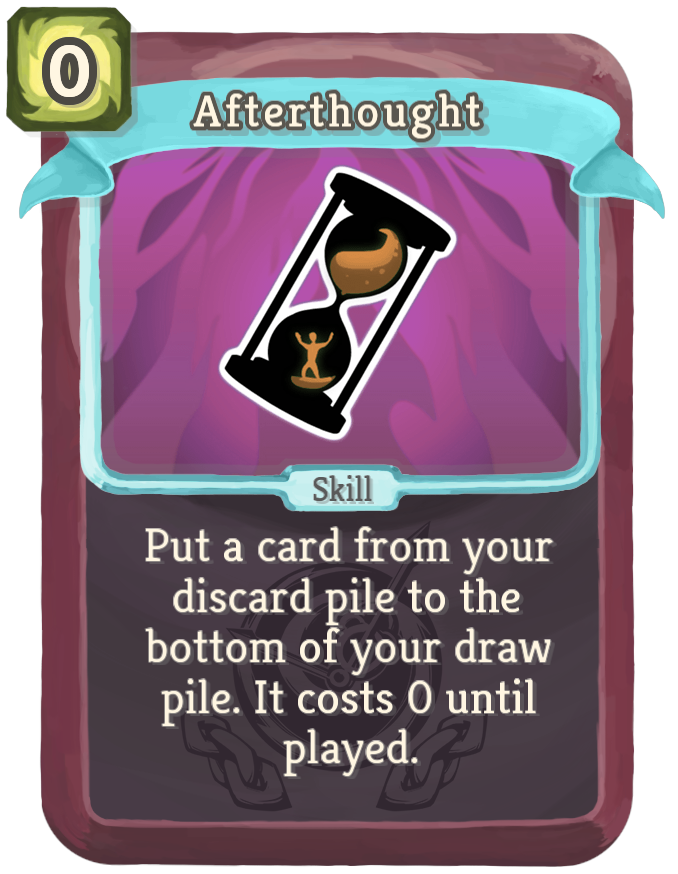 0
Afterthought
Skill
Put a card from your
discard pile to the
bottom of your draw
pile. It costs 0 until
played.